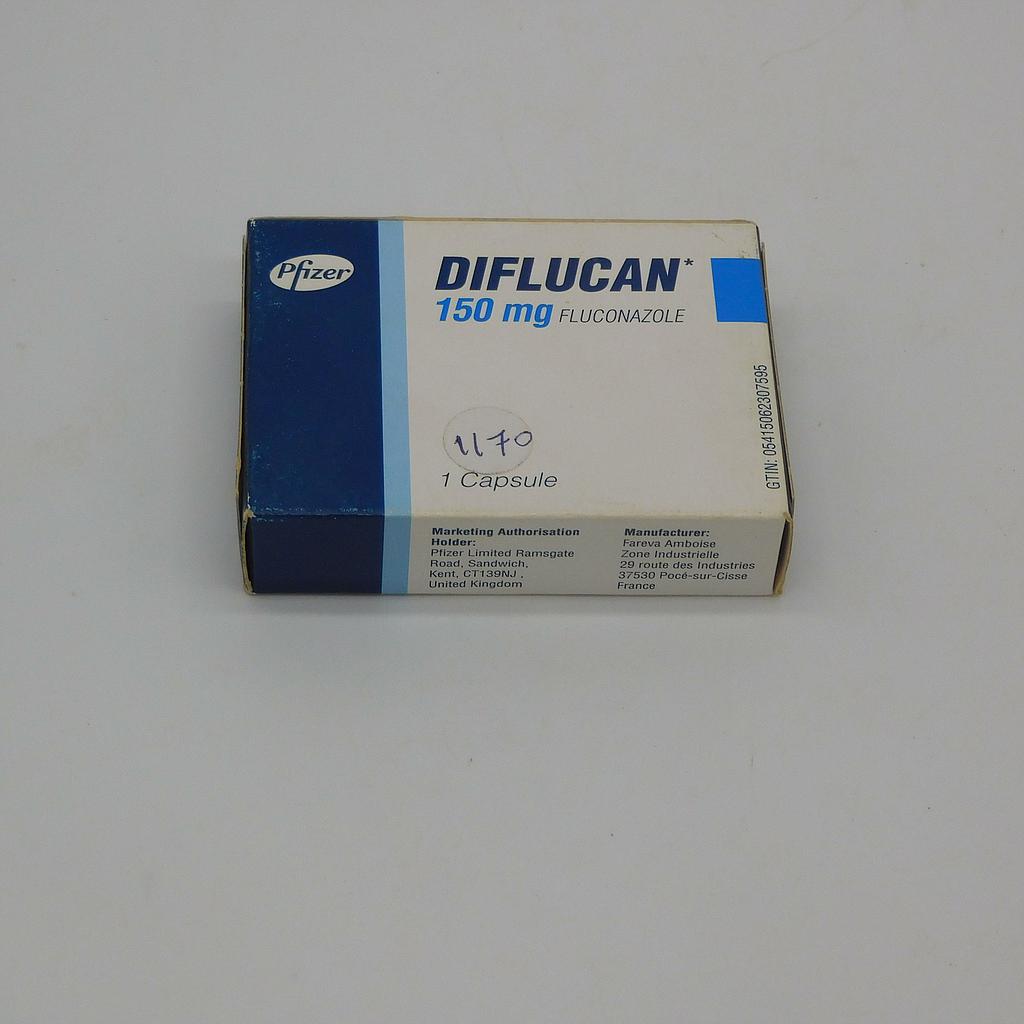 Pfizer
DIFLUCAN*
150 mg FLUCONAZOLE
GTIN: 05415062307595
1170
1 Capsule
Marketing Authorisation
Holder:
Pfizer Limited Ramsgate
Road, Sandwich,
Kent, CT139NJ ,
United Kingdom
Manufacturer:
Fareva Amboise
Zone Industrielle
29 route des Industries
37530 Pocé-sur-Cisse
France